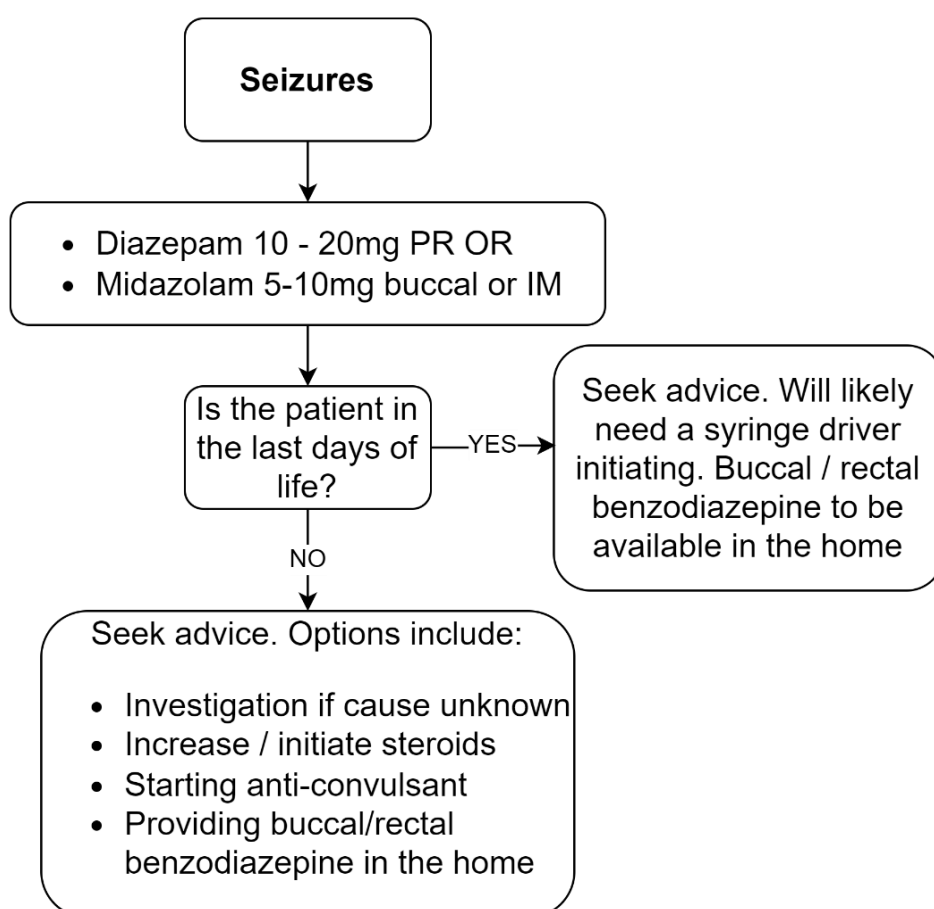 Seizures
• Diazepam 10 - 20mg PR OR
• Midazolam 5-10mg buccal or IM
Is the patient in
the last days of
life?
YES
Seek advice. Will likely
need a syringe driver
initiating. Buccal / rectal
benzodiazepine to be
available in the home
NO
Seek advice. Options include:
• Investigation if cause unknown
• Increase / initiate steroids
• Starting anti-convulsant
• Providing buccal/rectal
benzodiazepine in the home